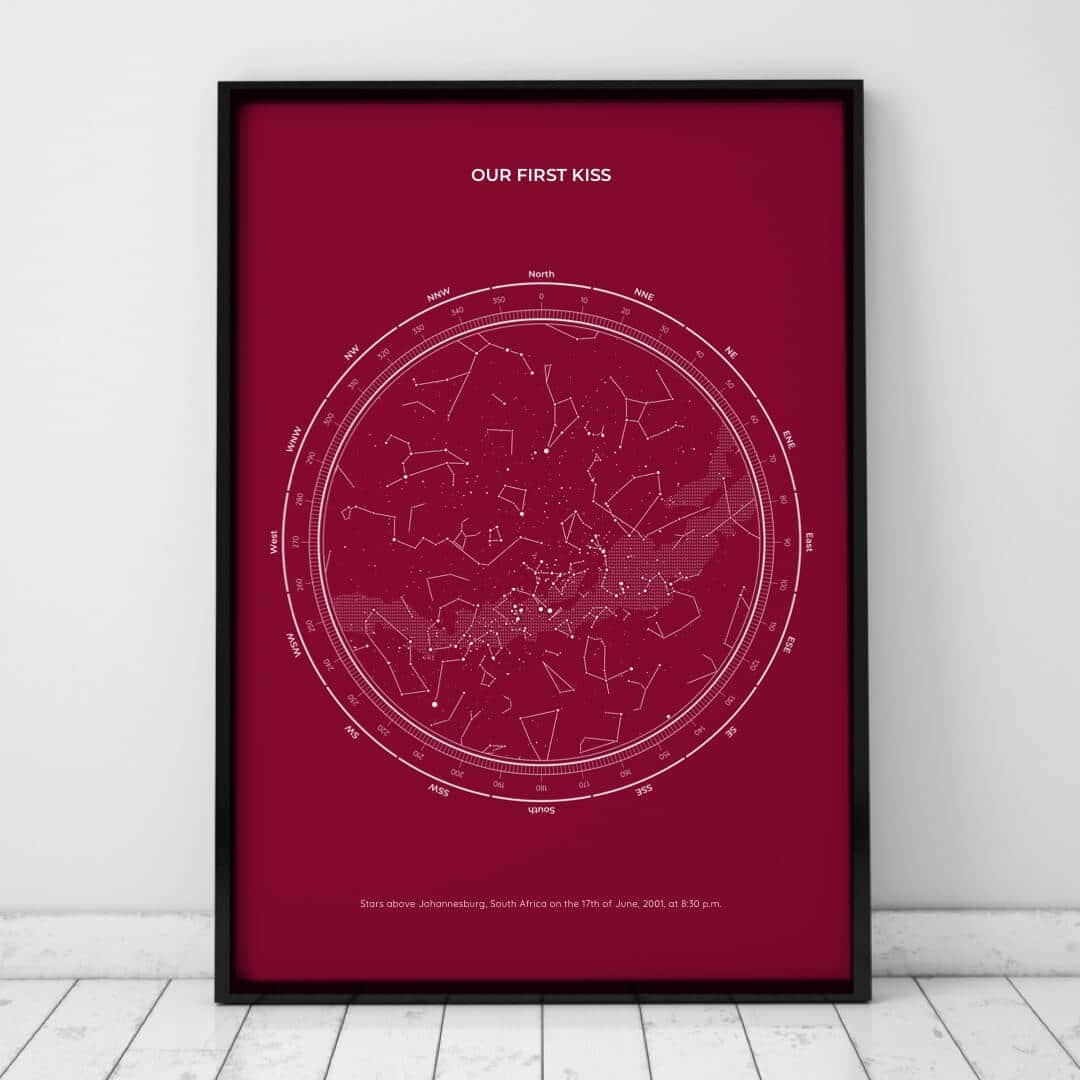 OUR FIRST KISS
North
NNW
NNE
NW
NE
WNW
ENE
West
East
WSW
ESE
SW
SE
SSW
SSE
South
0
10
20
30
40
50
60
70
80
90
100
110
120
130
140
150
160
170
180
190
200
210
220
230
240
250
260
270
280
290
300
310
320
330
340
350
Stars above Johannesburg, South Africa on the 17th of June, 2001, at 8:30 p.m.